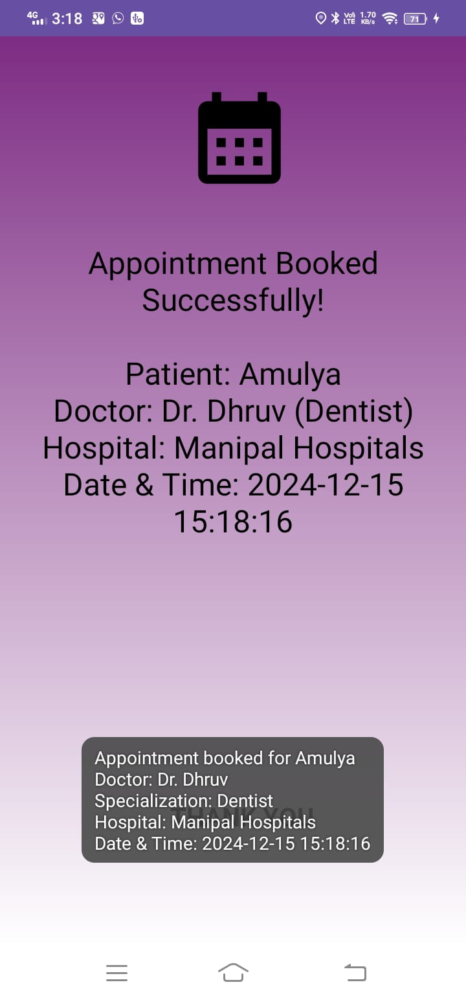 4G 3:18 Vo)) LTE 1.70 KB/s 71
Appointment Booked
Successfully!
Patient: Amulya
Doctor: Dr. Dhruv (Dentist)
Hospital: Manipal Hospitals
Date & Time: 2024-12-15
15:18:16
Appointment booked for Amulya
Doctor: Dr. Dhruv
Specialization: Dentist
THANK YOU
Hospital: Manipal Hospitals
Date & Time: 2024-12-15 15:18:16